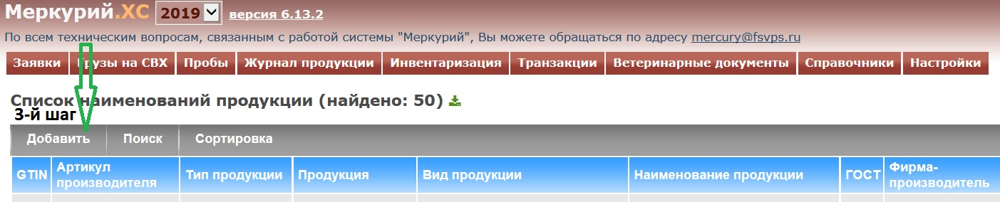 Меркурий.ХС 2019 версия 6.13.2
По всем техническим вопросам, связанным с работой системы "Меркурий", Вы можете обращаться по адресу mercury@fsvps.ru
Заявки Грузы на СВХ Пробы Журнал продукции Инвентаризация Транзакции Ветеринарные документы Справочники Настройки
Список наименований продукции (найдено: 50)
3-й шаг
Добавить Поиск Сортировка
GTIN Артикул производителя Тип продукции Продукция Вид продукции Наименование продукции ГОСТ Фирма-производитель